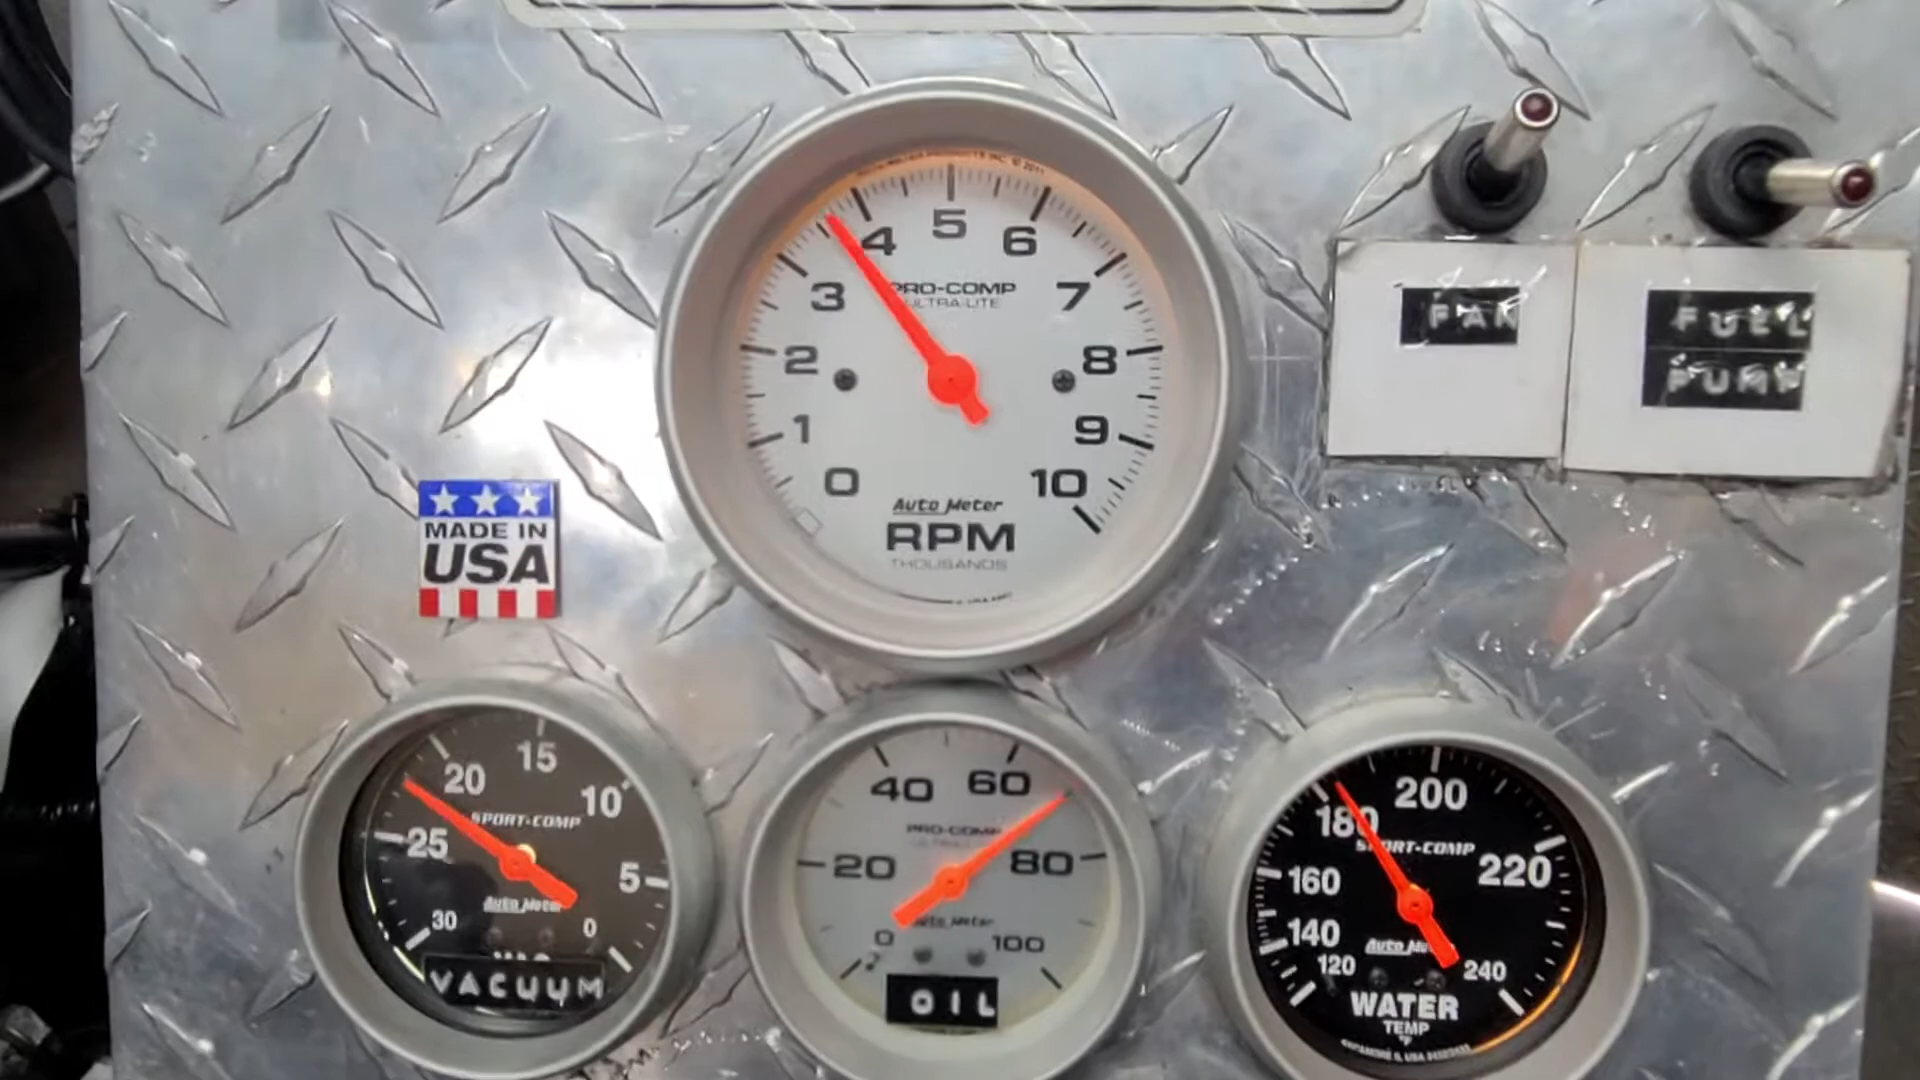 5
4
6
3
7
PRO-COMP
ULTRA-LITE
2
8
1
9
0
10
Auto Meter
RPM
THOUSANDS
FAN
FUEL
PUMP
MADE IN
USA
15
20
10
SPORT-COMP
25
5
Auto Meter
30
0
VACUUM
40
60
PRO-COMP
20
80
Auto Meter
0
100
OIL
200
180
SPORT-COMP
220
160
140
Auto
120
240
WATER
TEMP
°F